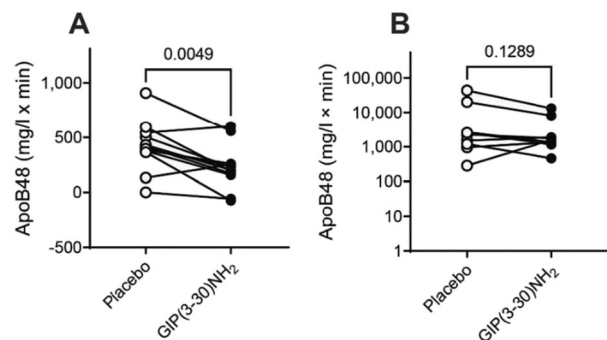 A
0.0049
ApoB48 (mg/l x min)
1,000
500
0
-500
Placebo
GIP(3-30)NH₂
B
0.1289
ApoB48 (mg/l × min)
100,000
10,000
1,000
100
10
1
Placebo
GIP(3-30)NH₂